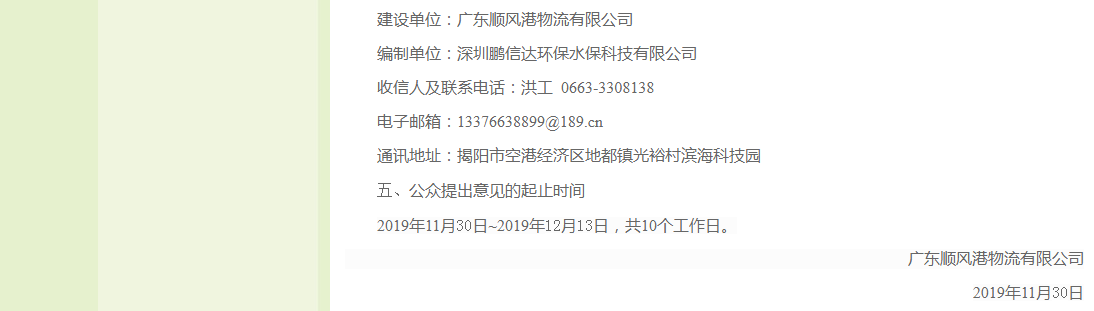 建设单位：广东顺风港物流有限公司
编制单位：深圳鹏信达环保水保科技有限公司
收信人及联系电话：洪工 0663-3308138
电子邮箱：13376638899@189.cn
通讯地址：揭阳市空港经济区地都镇光裕村滨海科技园
五、公众提出意见的起止时间
2019年11月30日~2019年12月13日，共10个工作日。
广东顺风港物流有限公司
2019年11月30日